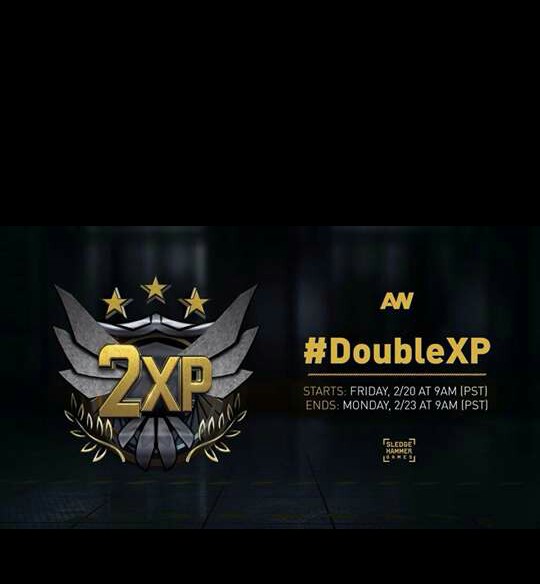 2XP
AW
#DoubleXP
STARTS: FRIDAY, 2/20 AT 9AM (PST)
ENDS: MONDAY, 2/23 AT 9AM (PST)
SLEDGE
HAMMER
GAMES